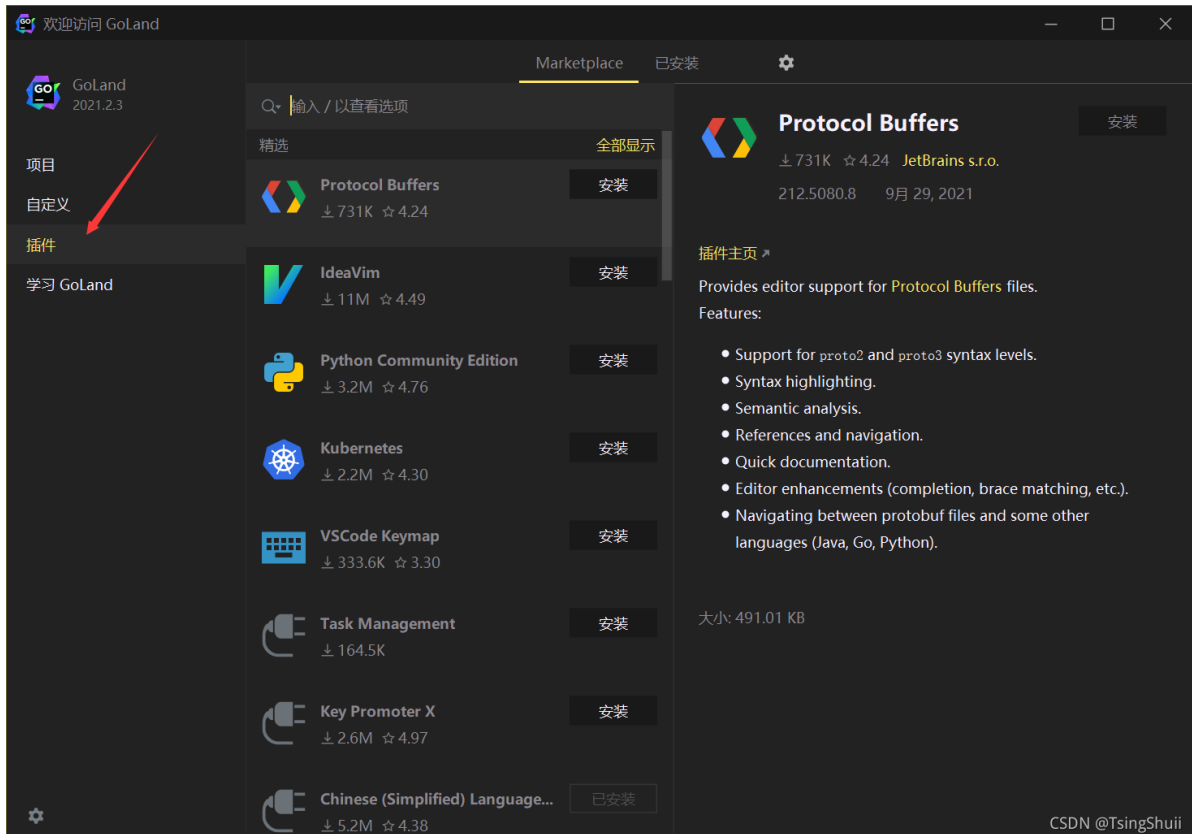 欢迎访问 GoLand
GoLand
2021.2.3
项目
自定义
插件
学习 GoLand
Marketplace 已安装
输入 / 以查看选项
精选 全部显示
Protocol Buffers 安装
731K 4.24
IdeaVim 安装
11M 4.49
Python Community Edition 安装
3.2M 4.76
Kubernetes 安装
2.2M 4.30
VSCode Keymap 安装
333.6K 3.30
Task Management 安装
164.5K
Key Promoter X 安装
2.6M 4.97
Chinese (Simplified) Language... 已安装
5.2M 4.38
Protocol Buffers 安装
731K 4.24 JetBrains s.r.o.
212.5080.8 9月 29, 2021
插件主页
Provides editor support for Protocol Buffers files.
Features:
Support for proto2 and proto3 syntax levels.
Syntax highlighting.
Semantic analysis.
References and navigation.
Quick documentation.
Editor enhancements (completion, brace matching, etc.).
Navigating between protobuf files and some other
languages (Java, Go, Python).
大小: 491.01 KB
CSDN @TsingShuii